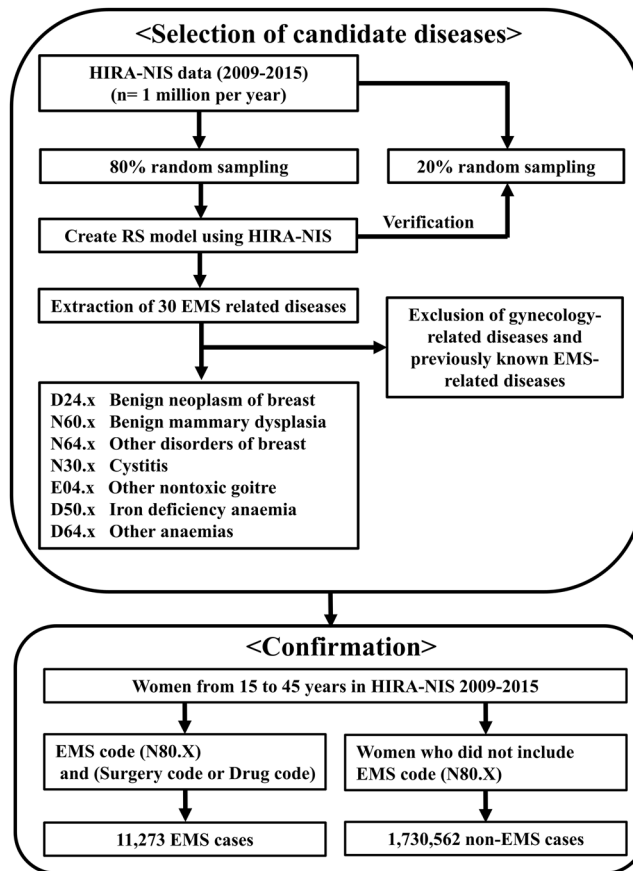 <Selection of candidate diseases>
HIRA-NIS data (2009-2015)
(n= 1 million per year)
80% random sampling
20% random sampling
Verification
Create RS model using HIRA-NIS
Extraction of 30 EMS related diseases
Exclusion of gynecology-
related diseases and
previously known EMS-
related diseases
D24.x Benign neoplasm of breast
N60.x Benign mammary dysplasia
N64.x Other disorders of breast
N30.x Cystitis
E04.x Other nontoxic goitre
D50.x Iron deficiency anaemia
D64.x Other anaemias
<Confirmation>
Women from 15 to 45 years in HIRA-NIS 2009-2015
EMS code (N80.X)
and (Surgery code or Drug code)
Women who did not include
EMS code (N80.X)
11,273 EMS cases
1,730,562 non-EMS cases